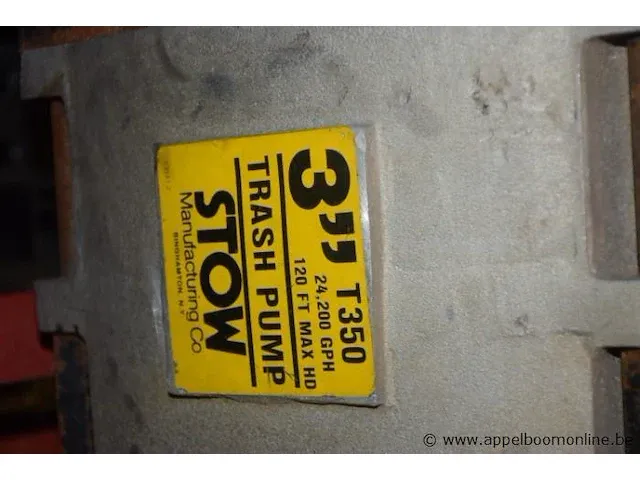 3" T350
24,200 GPH
120 FT MAX HD
TRASH PUMP
STOW
Manufacturing Co
BINGHAMTON, N.Y.
© www.appelboomonline.be